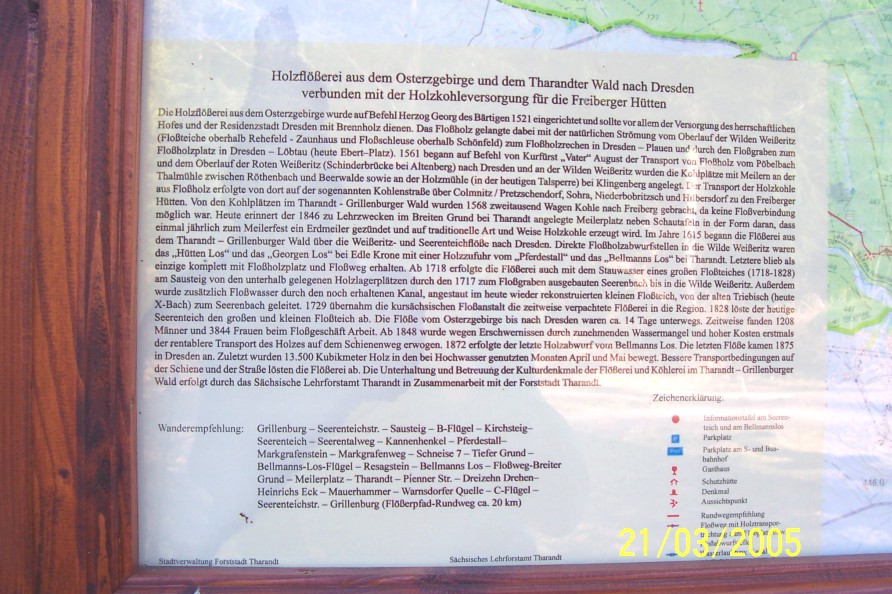 Holzflößerei aus dem Osterzgebirge und dem Tharandter Wald nach Dresden
verbunden mit der Holzkohleversorgung für die Freiberger Hütten
Die Holzflößerei aus dem Osterzgebirge wurde auf Befehl Herzog Georg des Bärtigen 1521 eingerichtet und sollte vor allem der Versorgung des herrschaftlichen
Hofes und der Residenzstadt Dresden mit Brennholz dienen. Das Floßholz gelangte dabei mit der natürlichen Strömung vom Oberlauf der Wilden Weißeritz
(Floßteiche oberhalb Rehefeld - Zaunhaus und Floßschleuse oberhalb Schönfeld) zum Floßholzrechen in Dresden – Plauen und durch den Floßgraben zum
Floßholzplatz in Dresden – Löbtau (heute Ebert–Platz). 1561 begann auf Befehl von Kurfürst „Vater“ August der Transport von Floßholz vom Pöbelbach
und dem Oberlauf der Roten Weißeritz (Schinderbrücke bei Altenberg) nach Dresden und an der Wilden Weißeritz wurden die Kohlplätze mit Meilern an der
Thalmühle zwischen Röthenbach und Beerwalde sowie an der Holzmühle (in der heutigen Talsperre) bei Klingenberg angelegt. Der Transport der Holzkohle
aus Floßholz erfolgte von dort auf der sogenannten Kohlenstraße über Colmnitz / Pretzschendorf, Sohra, Niederbobritzsch und Hilbersdorf zu den Freiberger
Hütten. Von den Kohlplätzen im Tharandt - Grillenburger Wald wurden 1568 zweitausend Wagen Kohle nach Freiberg gebracht, da keine Floßverbindung
möglich war. Heute erinnert der 1846 zu Lehrzwecken im Breiten Grund bei Tharandt angelegte Meilerplatz neben Schautafeln in der Form daran, dass
einmal jährlich zum Meilerfest ein Erdmeiler gezündet und auf traditionelle Art und Weise Holzkohle erzeugt wird. Im Jahre 1615 begann die Flößerei aus
dem Tharandt – Grillenburger Wald über die Weißeritz- und Seerenteichflöße nach Dresden. Direkte Floßholzabwurfstellen in die Wilde Weißeritz waren
das „Hütten Los“ und das „Georgen Los“ bei Edle Krone mit einer Holzzufuhr vom „Pferdestall“ und das „Bellmanns Los“ bei Tharandt. Letztere blieb als
einzige komplett mit Floßholzplatz und Floßweg erhalten. Ab 1718 erfolgte die Flößerei auch mit dem Stauwasser eines großen Floßteiches (1718-1828)
am Sausteig von den unterhalb gelegenen Holzlagerplätzen durch den 1717 zum Floßgraben ausgebauten Seerenbach bis in die Wilde Weißeritz. Außerdem
wurde zusätzlich Floßwasser durch den noch erhaltenen Kanal, angestaut im heute wieder rekonstruierten kleinen Floßteich, von der alten Triebisch (heute
X-Bach) zum Seerenbach geleitet. 1729 übernahm die kursächsischen Floßanstalt die zeitweise verpachtete Flößerei in die Region. 1828 löste der heutige
Seerenteich den großen und kleinen Floßteich ab. Die Flöße vom Osterzgebirge bis nach Dresden waren ca. 14 Tage unterwegs. Zeitweise fanden 1208
Männer und 3844 Frauen beim Floßgeschäft Arbeit. Ab 1848 wurde wegen Erschwernissen durch zunehmenden Wassermangel und hoher Kosten erstmals
der rentablere Transport des Holzes auf dem Schienenweg erwogen. 1872 erfolgte der letzte Holzabwurf vom Bellmanns Los. Die letzten Flöße kamen 1875
in Dresden an. Zuletzt wurden 13.500 Kubikmeter Holz in den bei Hochwasser genutzten Monaten April und Mai bewegt. Bessere Transportbedingungen auf
der Schiene und der Straße lösten die Flößerei ab. Die Unterhaltung und Betreuung der Kulturdenkmale der Flößerei und Köhlerei im Tharandt – Grillenburger
Wald erfolgt durch das Sächsische Lehrforstamt Tharandt in Zusammenarbeit mit der Forststadt Tharandt.
Wanderempfehlung: Grillenburg – Seerenteichstr. – Sausteig – B-Flügel – Kirchsteig–
Seerenteich – Seerentalweg – Kannenhenkel – Pferdestall–
Markgrafenstein – Markgrafenweg – Schneise 7 – Tiefer Grund –
Bellmanns-Los-Flügel – Resagstein – Bellmanns Los – Floßweg-Breiter
Grund – Meilerplatz – Tharandt – Pienner Str. – Dreizehn Drehen–
Heinrichs Eck – Mauerhammer – Warnsdorfer Quelle – C-Flügel –
Seerenteichstr. – Grillenburg (Flößerpfad-Rundweg ca. 20 km)
Zeichenerklärung:
Informationstafel am Seeren-
teich und am Bellmannslos
Parkplatz
Parkplatz am S- und Bus-
bahnhof
Gasthaus
Schutzhütte
Denkmal
Aussichtspunkt
Rundwegempfihlung
Floßweg mit Holztranspor-
Stadtverwaltung Forststadt Tharandt
Sächsisches Lehrforstamt Tharandt
21/03/2005